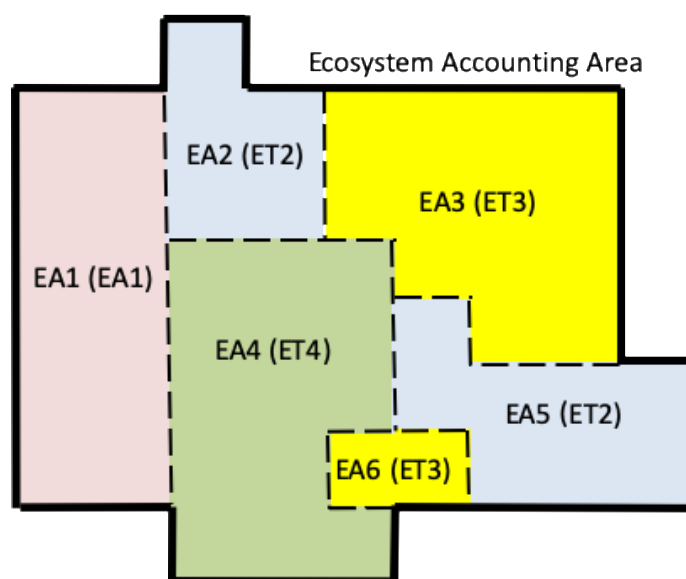 Ecosystem Accounting Area
EA2 (ET2)
EA3 (ET3)
EA1 (EA1)
EA4 (ET4)
EA5 (ET2)
EA6 (ET3)